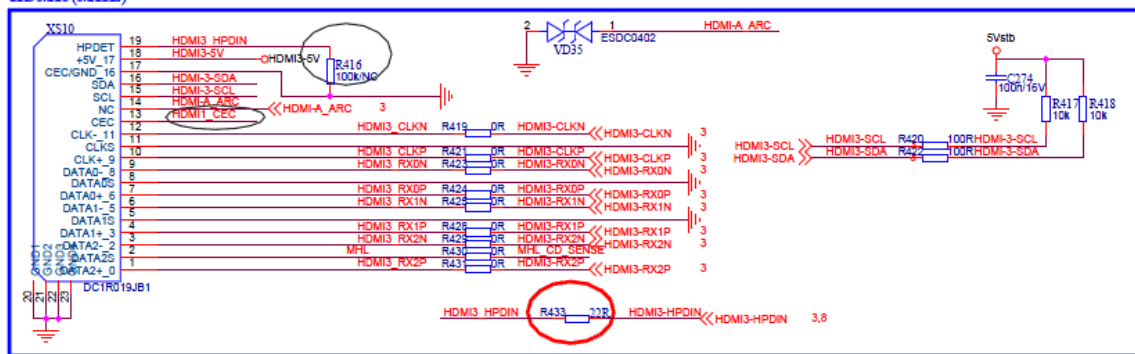 XS10
HPDET 19 HDMI3_HPDIN
+5V_17 18 HDMI3-5V HDMI3-5V
CEC/GND_16 17
SDA 16 HDMI-3-SDA
SCL 15 HDMI-3-SCL
NC 14 HDMI-A_ARC HDMI-A_ARC 3
CEC 13 HDMI1_CEC
CLK-_11 12 HDMI3_CLKN R419 0R HDMI3-CLKN HDMI3-CLKN 3
CLKS 11
CLK+_9 10 HDMI3_CLKP R421 0R HDMI3-CLKP HDMI3-CLKP 3
DATA0-_8 9 HDMI3_RX0N R423 0R HDMI3-RX0N HDMI3-RX0N 3
DATA0S 8
DATA0+_6 7 HDMI3_RX0P R424 0R HDMI3-RX0P HDMI3-RX0P 3
DATA1-_5 6 HDMI3_RX1N R425 0R HDMI3-RX1N HDMI3-RX1N 3
DATA1S 5
DATA1+_3 4 HDMI3_RX1P R428 0R HDMI3-RX1P HDMI3-RX1P 3
DATA2-_2 3 HDMI3_RX2N R429 0R HDMI3-RX2N HDMI3-RX2N 3
DATA2S 2 MHL R430 0R MHL_CD_SENSE
DATA2+_0 1 HDMI3_RX2P R431 0R HDMI3-RX2P HDMI3-RX2P 3
GND1 GND2 GND3
20 21 22 23
DC1R019JB1
R416
100k/NC
2 1 HDMI-A_ARC
ESDC0402
VD35
5Vstb
C274
100n/16V
R417 R418
10k 10k
HDMI3-SCL HDMI3-SCL R420 100R HDMI-3-SCL
HDMI3-SDA HDMI3-SDA R422 100R HDMI-3-SDA
HDMI3_HPDIN R433 22R HDMI3-HPDIN HDMI3-HPDIN 3,8